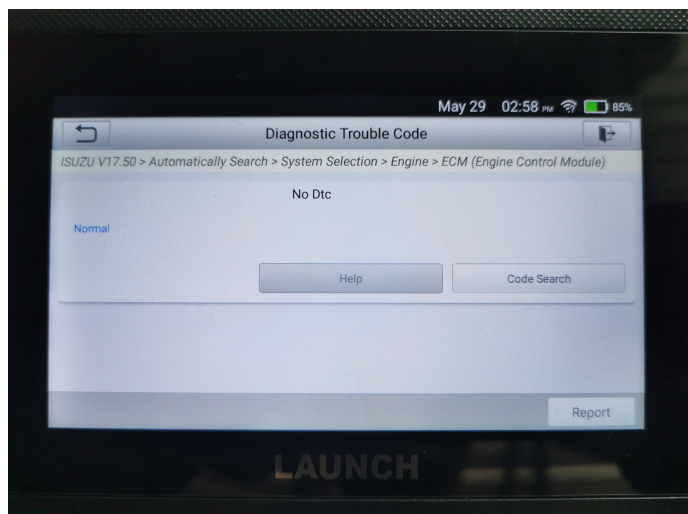 May 29 02:58 PM 85%
Diagnostic Trouble Code
ISUZU V17.50 > Automatically Search > System Selection > Engine > ECM (Engine Control Module)
No Dtc
Normal
Help
Code Search
Report
LAUNCH